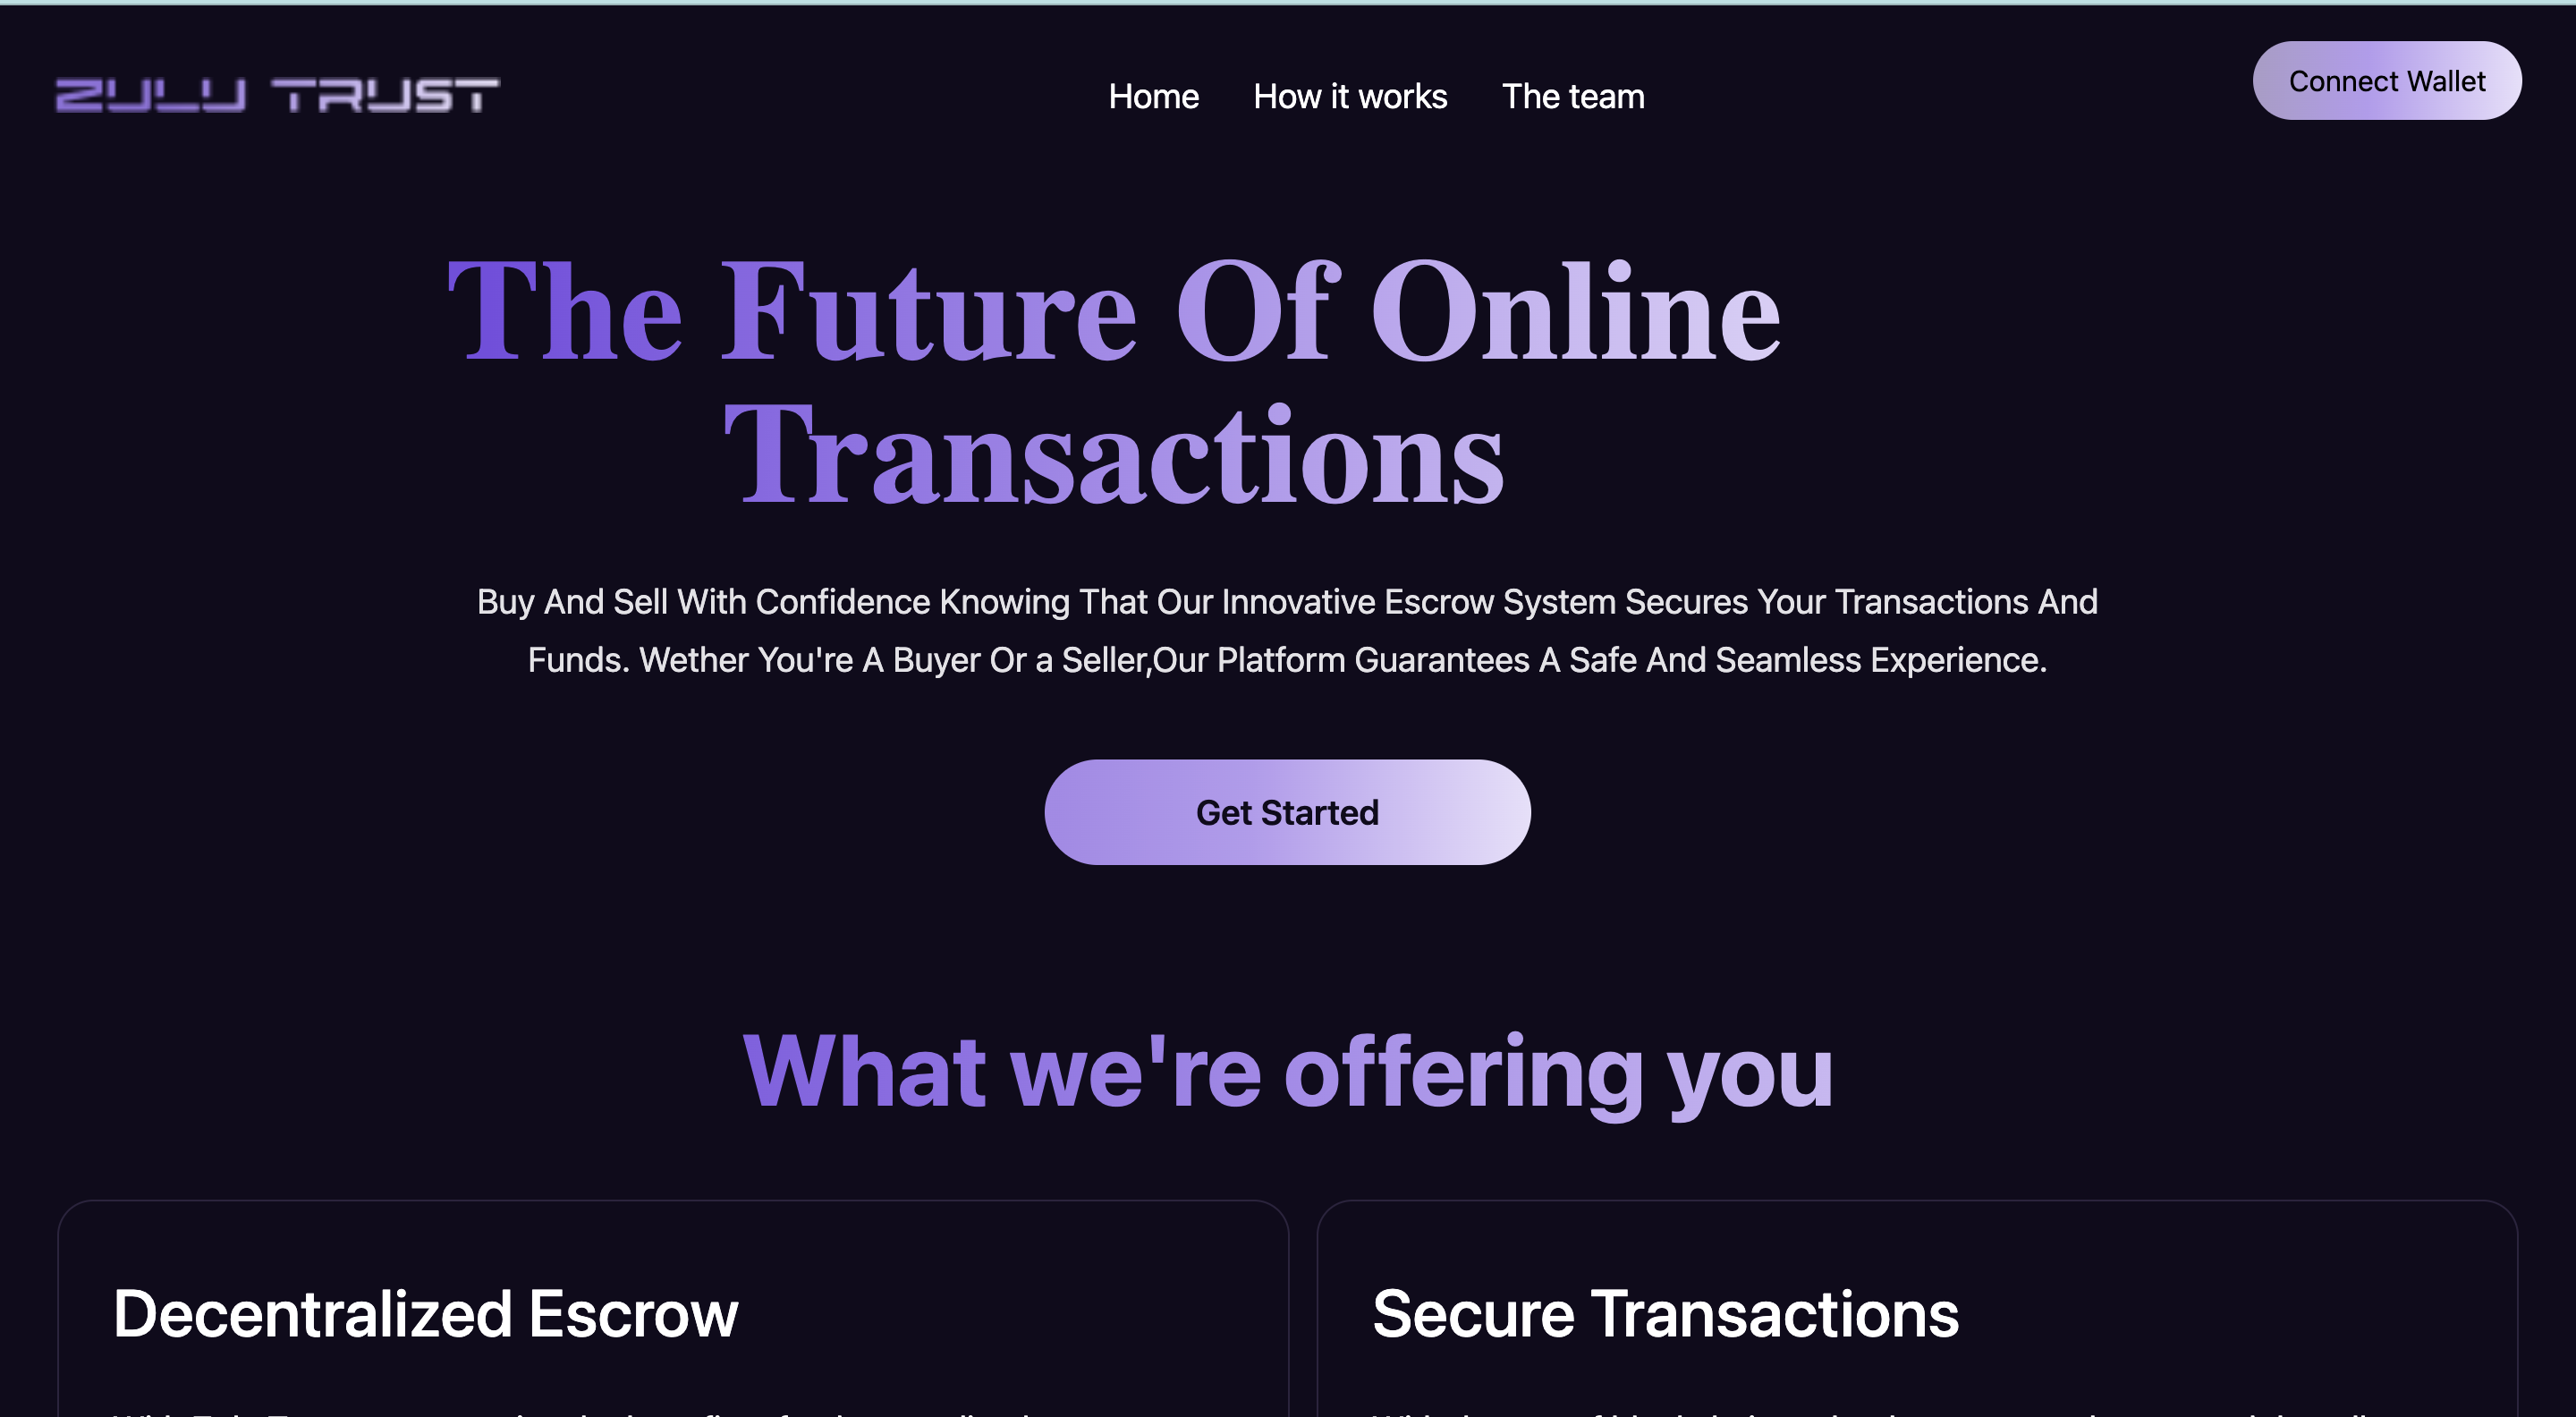 ZULU TRUST
Home
How it works
The team
Connect Wallet
The Future Of Online
Transactions
Buy And Sell With Confidence Knowing That Our Innovative Escrow System Secures Your Transactions And
Funds. Wether You're A Buyer Or a Seller,Our Platform Guarantees A Safe And Seamless Experience.
Get Started
What we're offering you
Decentralized Escrow
Secure Transactions